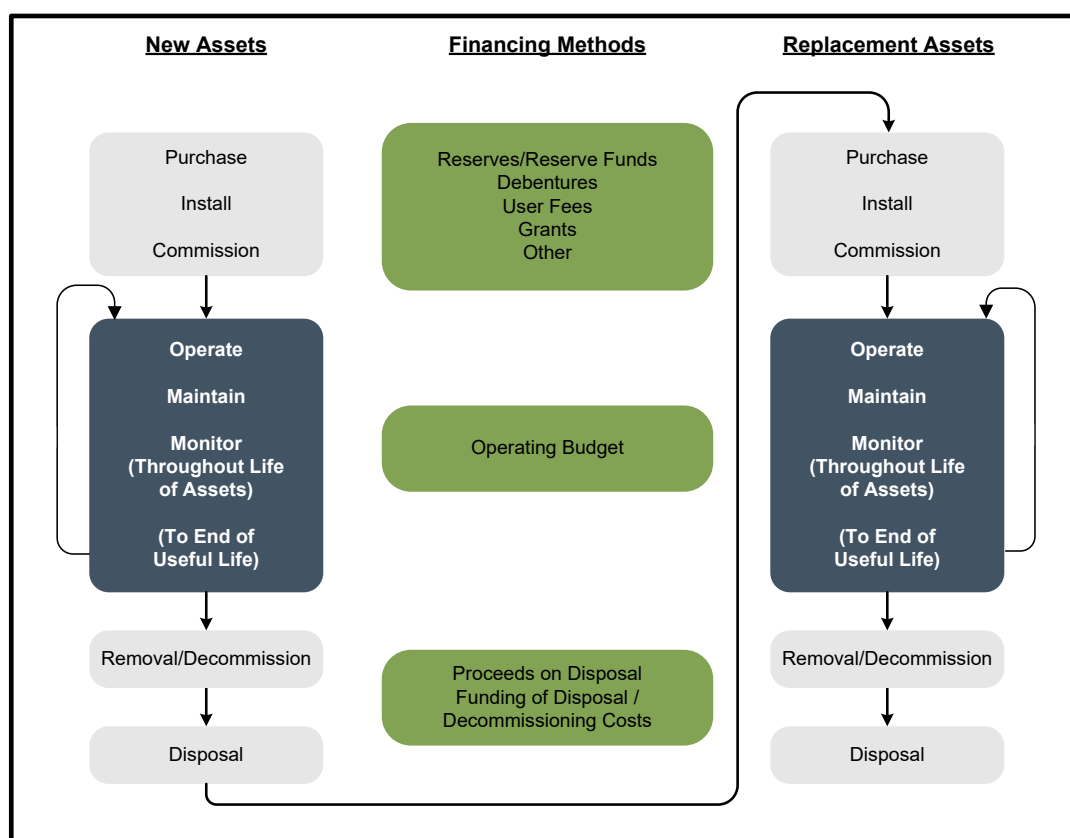 New Assets
Financing Methods
Replacement Assets
Purchase
Install
Commission
Operate
Maintain
Monitor
(Throughout Life
of Assets)
(To End of
Useful Life)
Removal/Decommission
Disposal
Reserves/Reserve Funds
Debentures
User Fees
Grants
Other
Operating Budget
Proceeds on Disposal
Funding of Disposal /
Decommissioning Costs
Purchase
Install
Commission
Operate
Maintain
Monitor
(Throughout Life
of Assets)
(To End of
Useful Life)
Removal/Decommission
Disposal